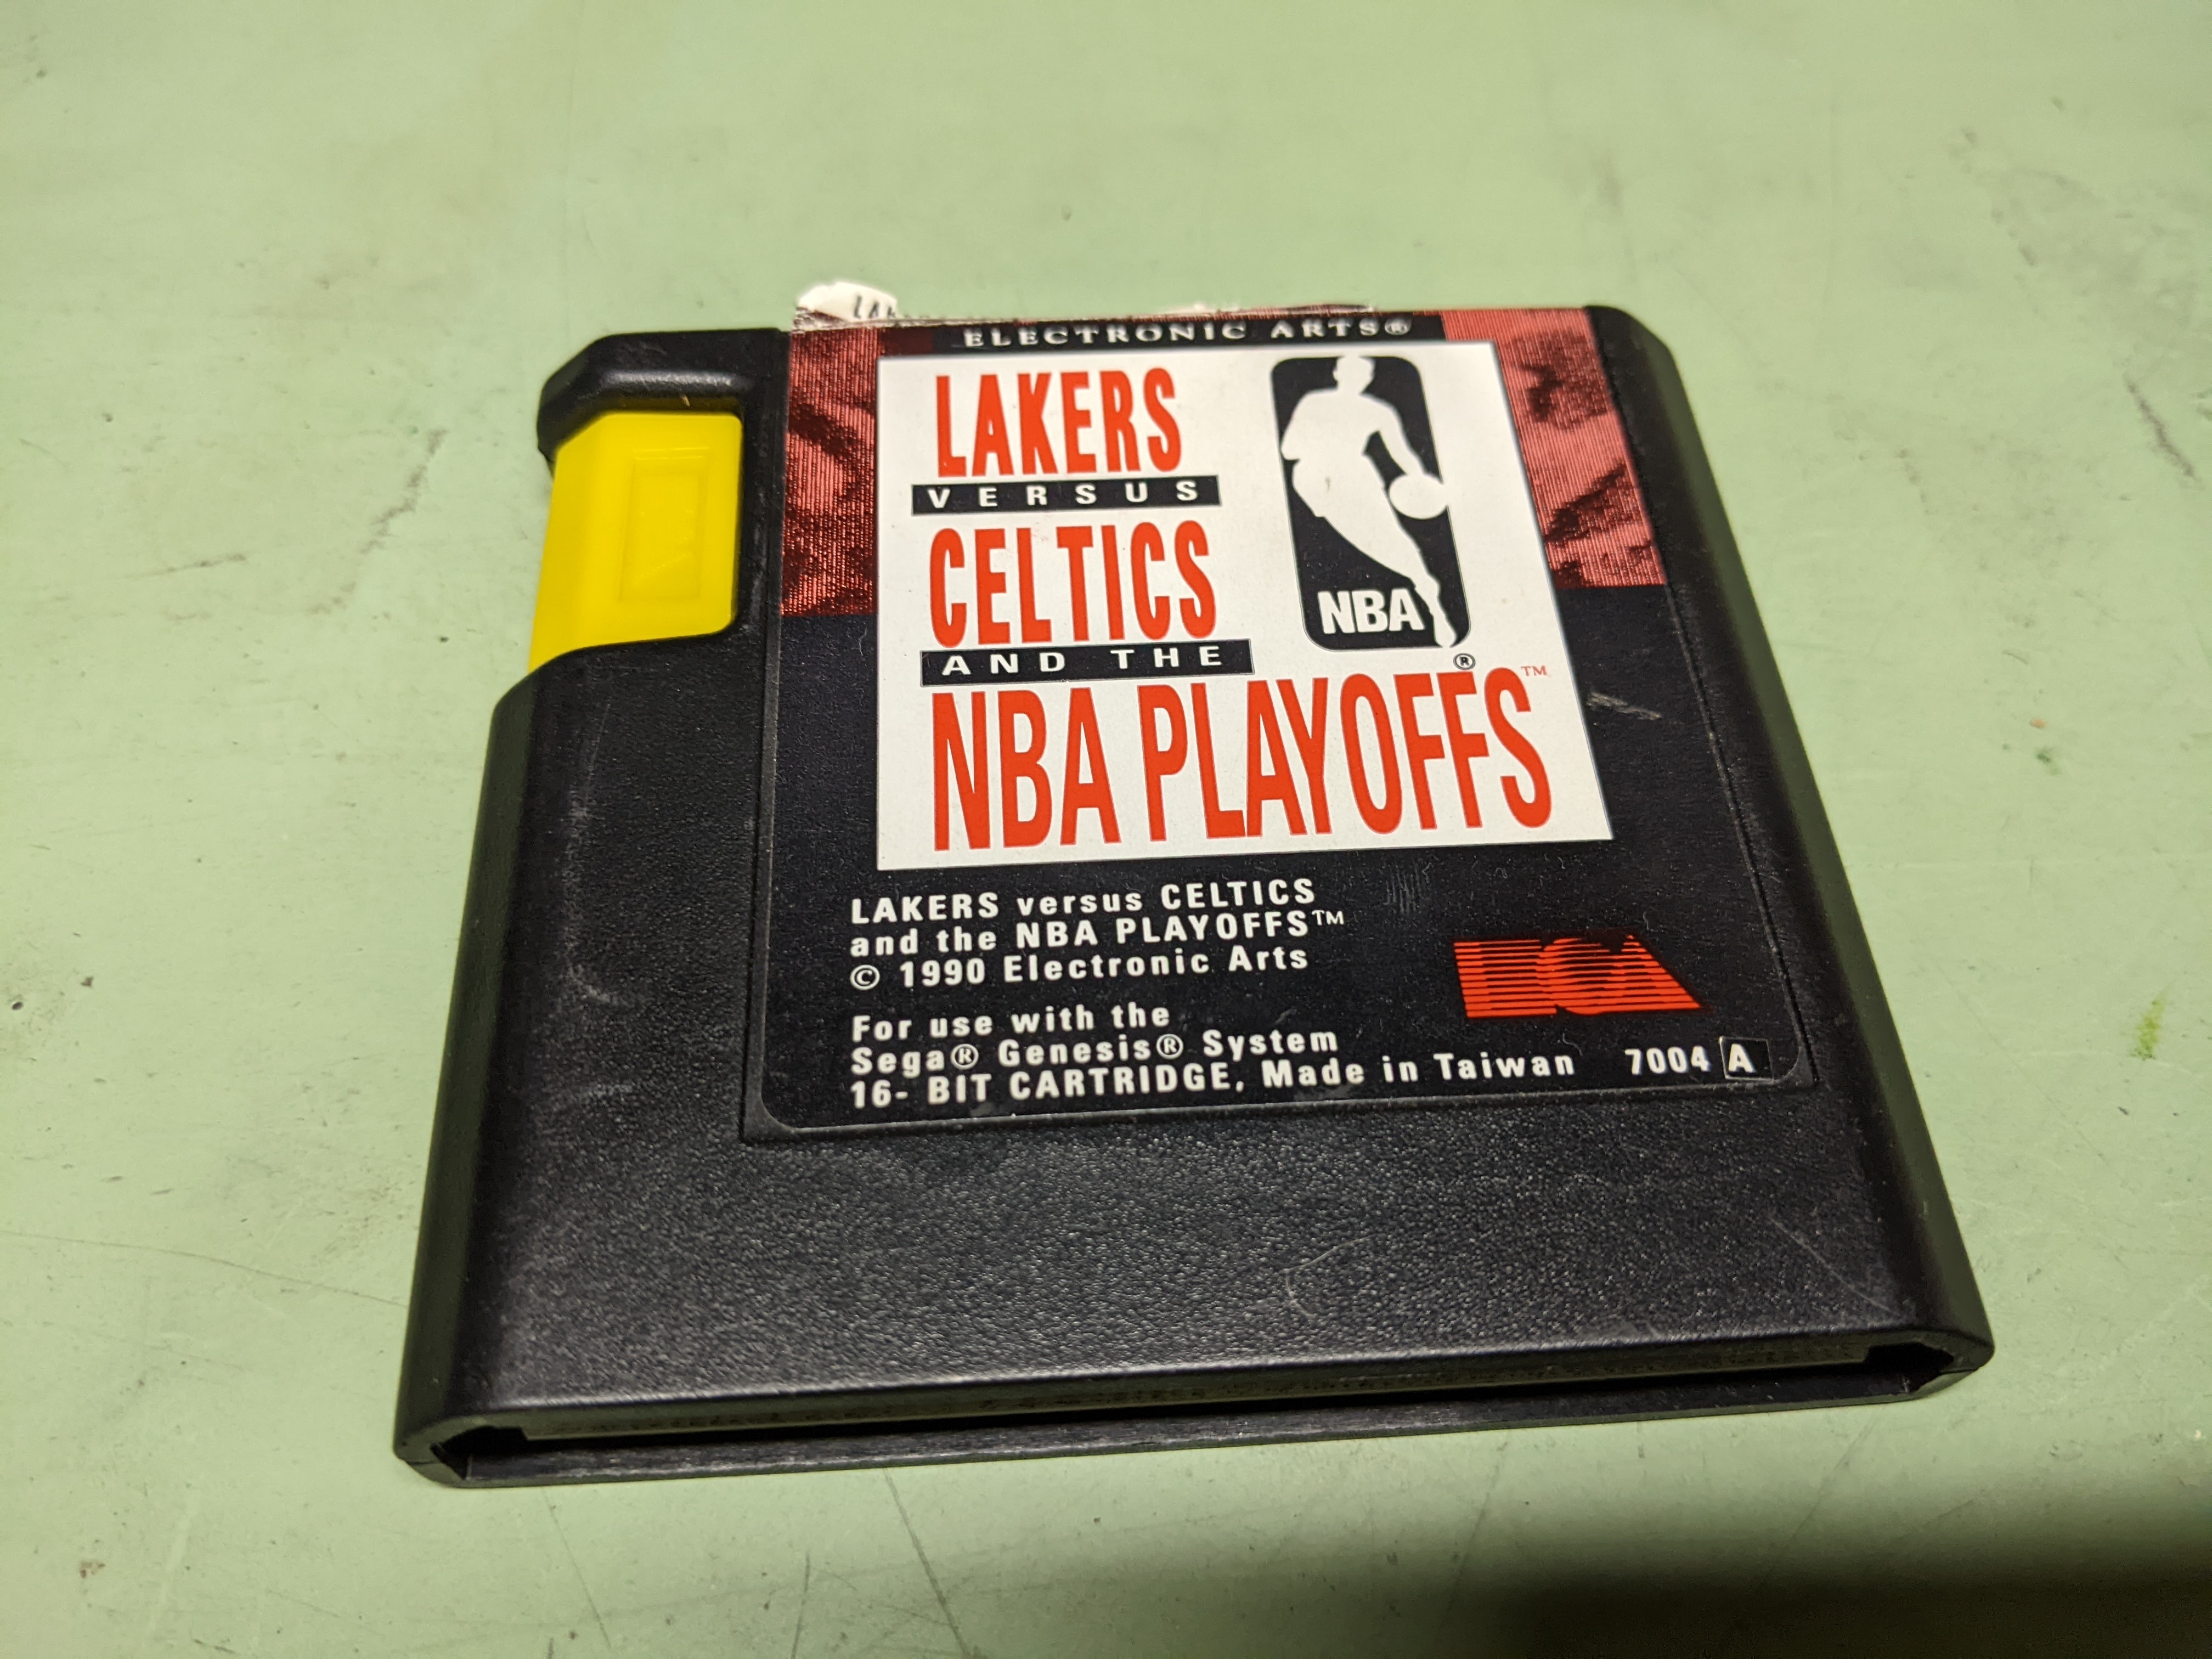 ELECTRONIC ARTS®
LAKERS
VERSUS
CELTICS
AND THE
NBA PLAYOFFS™
NBA
®
LAKERS versus CELTICS
and the NBA PLAYOFFS™
© 1990 Electronic Arts
For use with the
Sega® Genesis® System
16- BIT CARTRIDGE, Made in Taiwan 7004 A
EA